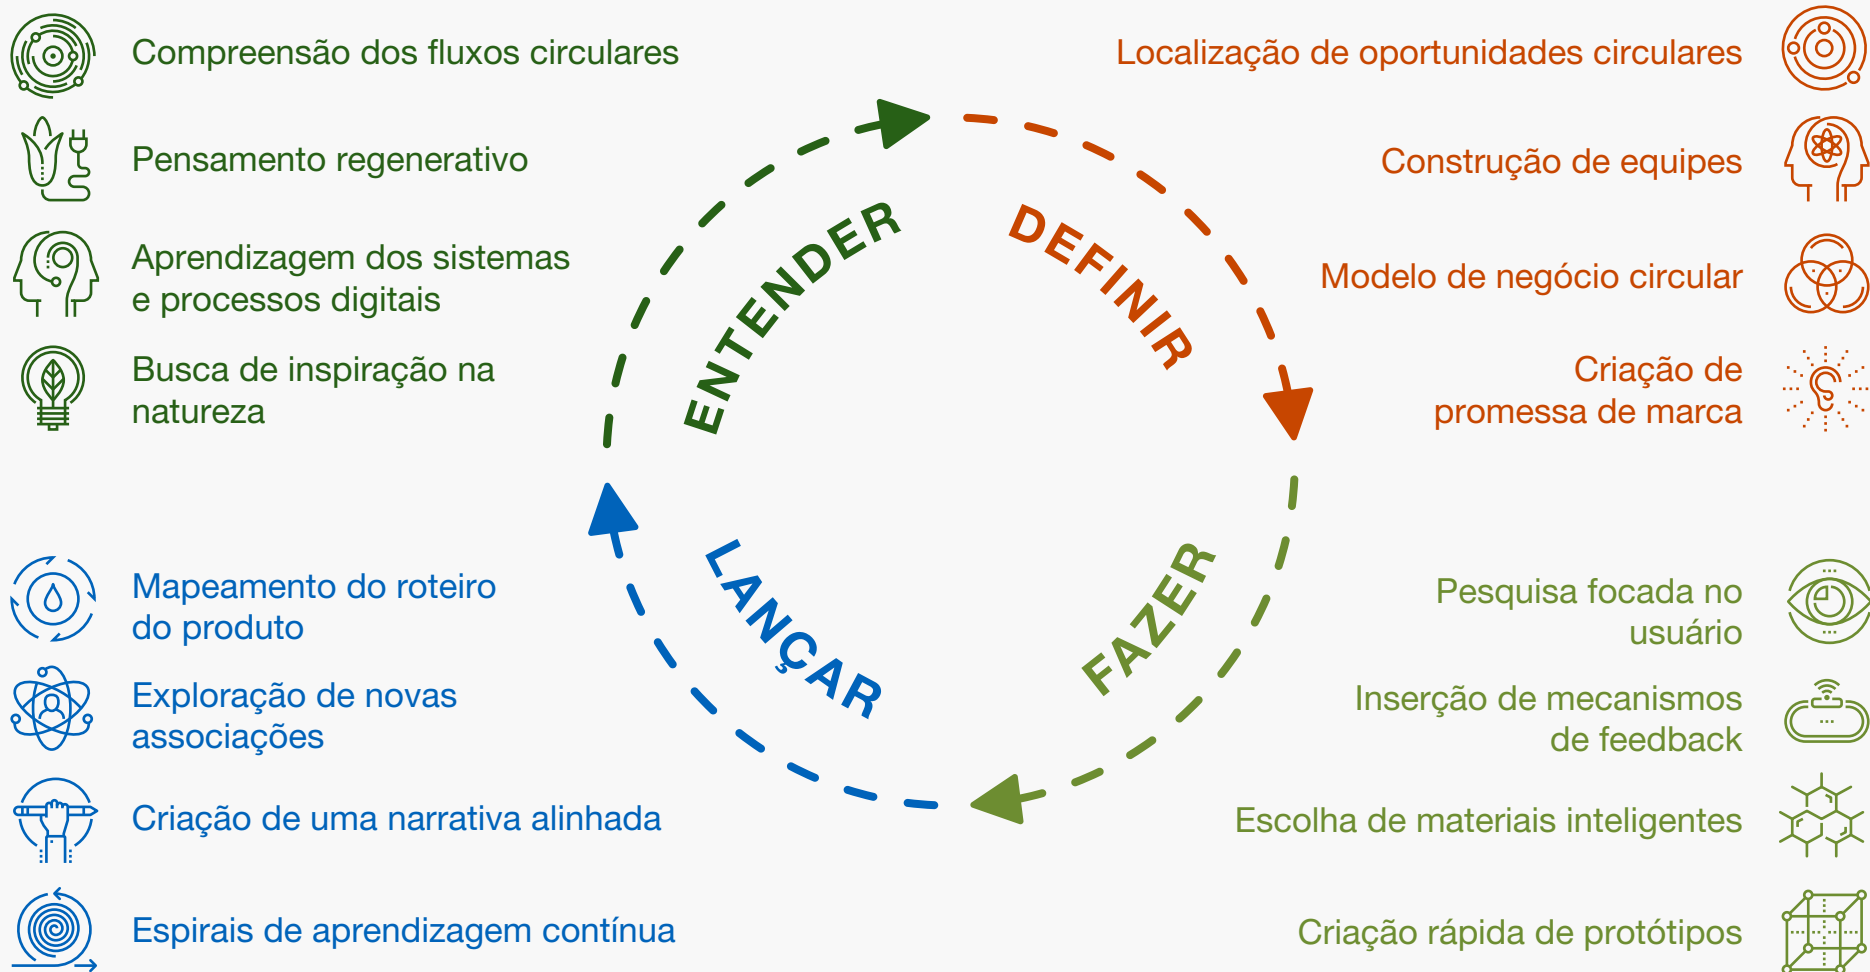 Compreensão dos fluxos circulares
Pensamento regenerativo
Aprendizagem dos sistemas
e processos digitais
Busca de inspiração na
natureza
Localização de oportunidades circulares
Construção de equipes
Modelo de negócio circular
Criação de
promessa de marca
ENTENDER
DEFINIR
LANÇAR
FAZER
Mapeamento do roteiro
do produto
Exploração de novas
associações
Criação de uma narrativa alinhada
Espirais de aprendizagem contínua
Pesquisa focada no
usuário
Inserção de mecanismos
de feedback
Escolha de materiais inteligentes
Criação rápida de protótipos